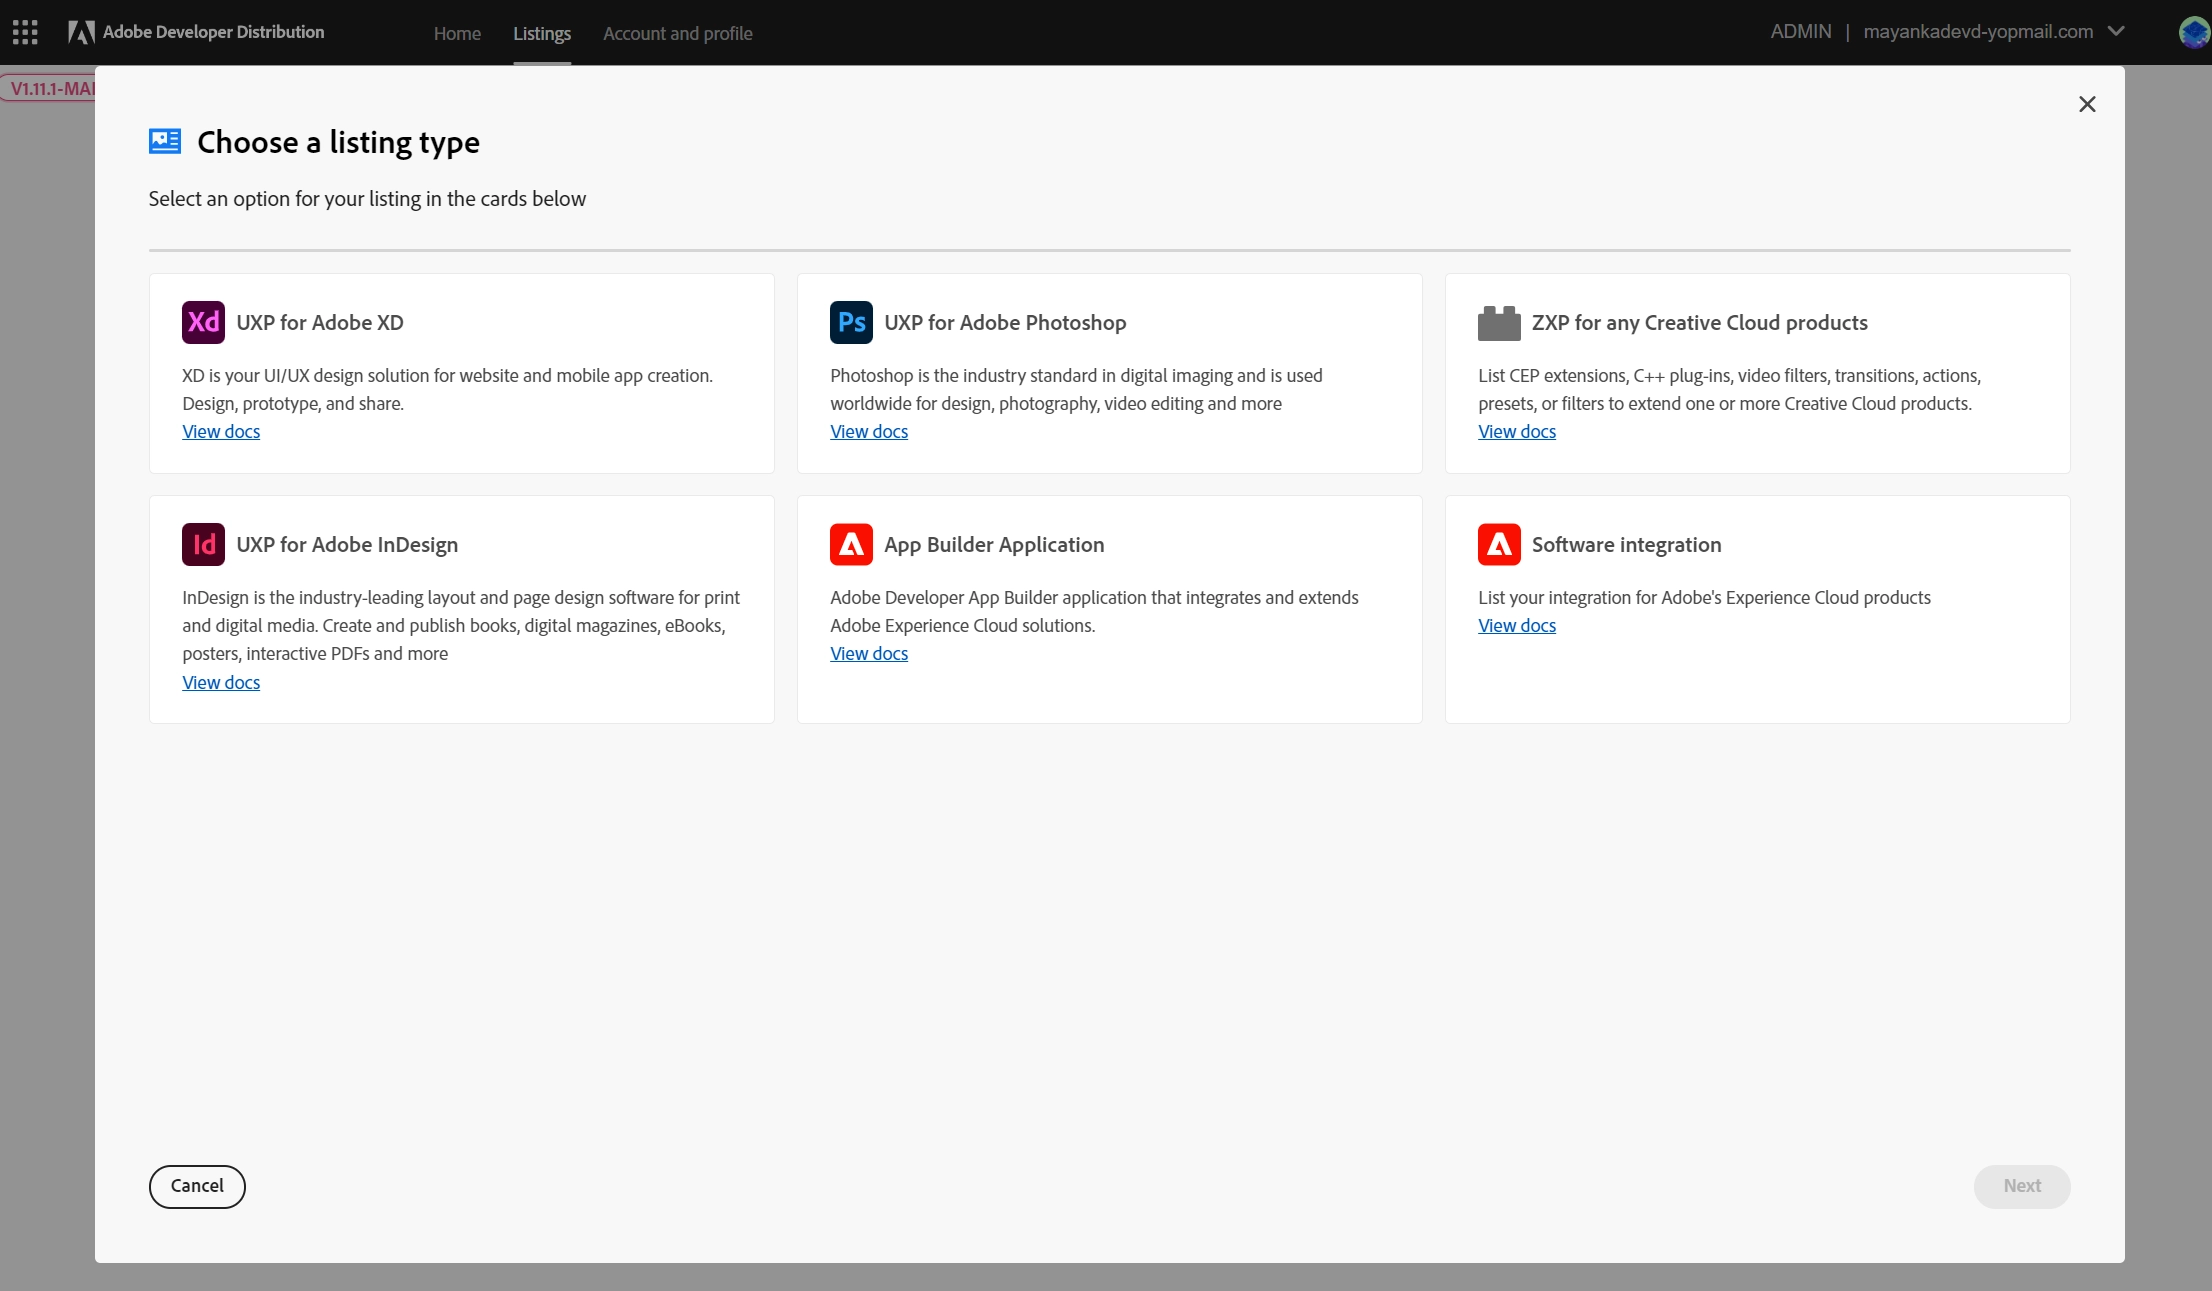 Adobe Developer Distribution
Home
Listings
Account and profile
ADMIN | mayankadevd-yopmail.com
V1.11.1-MAI
Choose a listing type
Select an option for your listing in the cards below
Xd UXP for Adobe XD
XD is your UI/UX design solution for website and mobile app creation.
Design, prototype, and share.
View docs
Ps UXP for Adobe Photoshop
Photoshop is the industry standard in digital imaging and is used
worldwide for design, photography, video editing and more
View docs
ZXP for any Creative Cloud products
List CEP extensions, C++ plug-ins, video filters, transitions, actions,
presets, or filters to extend one or more Creative Cloud products.
View docs
Id UXP for Adobe InDesign
InDesign is the industry-leading layout and page design software for print
and digital media. Create and publish books, digital magazines, eBooks,
posters, interactive PDFs and more
View docs
App Builder Application
Adobe Developer App Builder application that integrates and extends
Adobe Experience Cloud solutions.
View docs
Software integration
List your integration for Adobe's Experience Cloud products
View docs
Cancel
Next